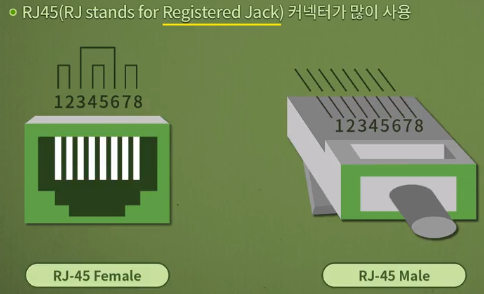 RJ45(RJ stands for Registered Jack) 커넥터가 많이 사용
12345678
12345678
RJ-45 Female
RJ-45 Male